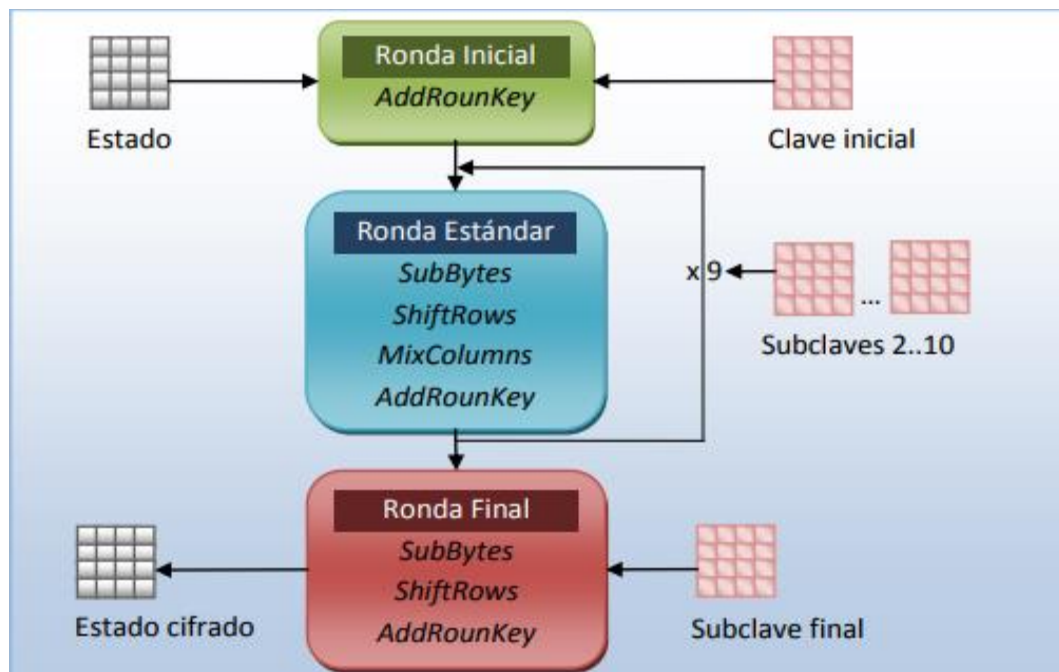 Ronda Inicial
AddRounKey
Estado
Clave inicial
Ronda Estándar
SubBytes
ShiftRows
MixColumns
AddRounKey
x 9
...
Subclaves 2..10
Ronda Final
SubBytes
ShiftRows
AddRounKey
Estado cifrado
Subclave final